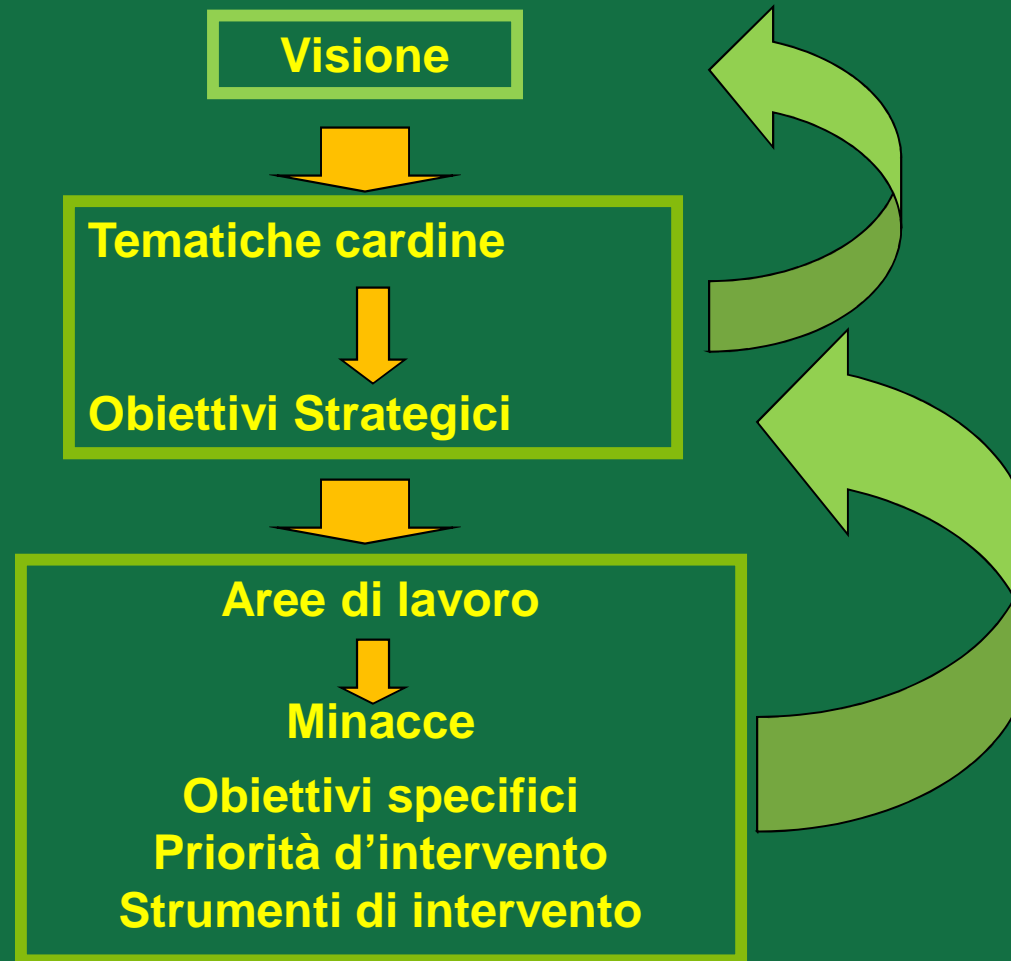 Visione
Tematiche cardine
Obiettivi Strategici
Aree di lavoro
Minacce
Obiettivi specifici
Priorità d’intervento
Strumenti di intervento